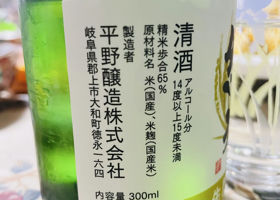 清酒
アルコール分
14度以上15度未満
精米歩合65%
原材料名 米(国産)、米麹(国産米)
製造者
平野醸造株式会社
岐阜県郡上市大和町徳永一六四
内容量 300ml